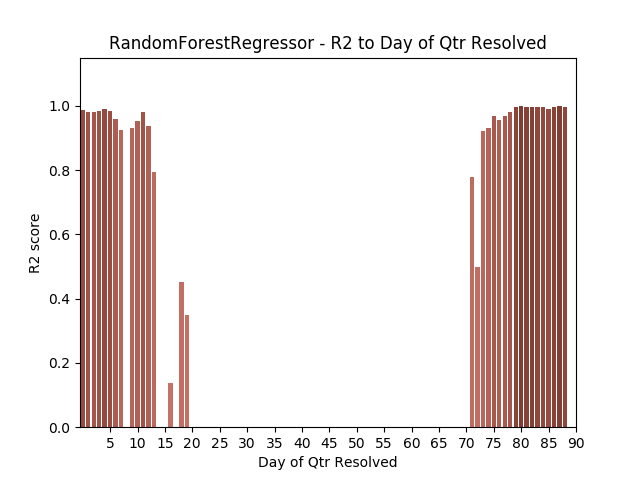 RandomForestRegressor - R2 to Day of Qtr Resolved
1.0
0.8
0.6
0.4
0.2
0.0
R2 score
5 10 15 20 25 30 35 40 45 50 55 60 65 70 75 80 85 90
Day of Qtr Resolved